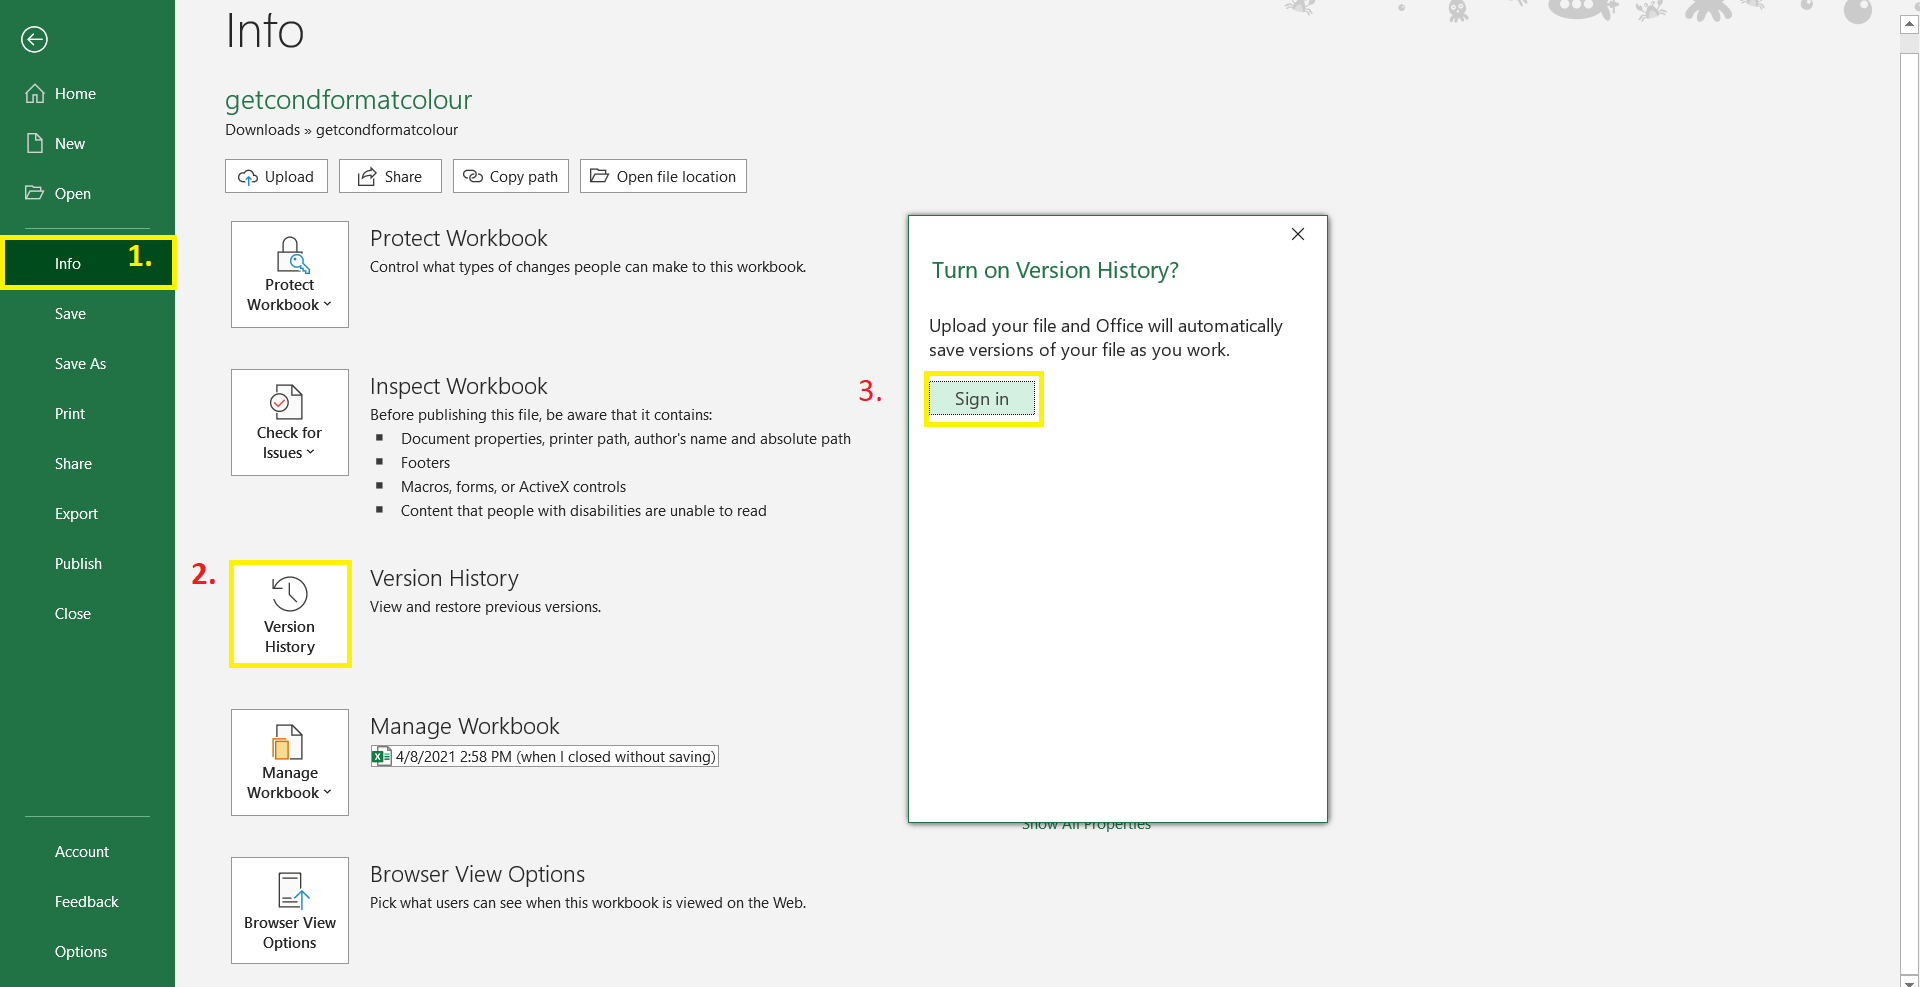 Info
getcondformatcolour
Downloads » getcondformatcolour
Upload
Share
Copy path
Open file location
Home
New
Open
Info
1.
Save
Save As
Print
Share
Export
Publish
Close
Account
Feedback
Options
Protect
Workbook
Protect Workbook
Control what types of changes people can make to this workbook.
Check for
Issues
Inspect Workbook
Before publishing this file, be aware that it contains:
Document properties, printer path, author's name and absolute path
Footers
Macros, forms, or ActiveX controls
Content that people with disabilities are unable to read
2.
Version
History
Version History
View and restore previous versions.
Manage
Workbook
Manage Workbook
4/8/2021 2:58 PM (when I closed without saving)
Browser View
Options
Browser View Options
Pick what users can see when this workbook is viewed on the Web.
Turn on Version History?
Upload your file and Office will automatically
save versions of your file as you work.
3.
Sign in
Show All Properties